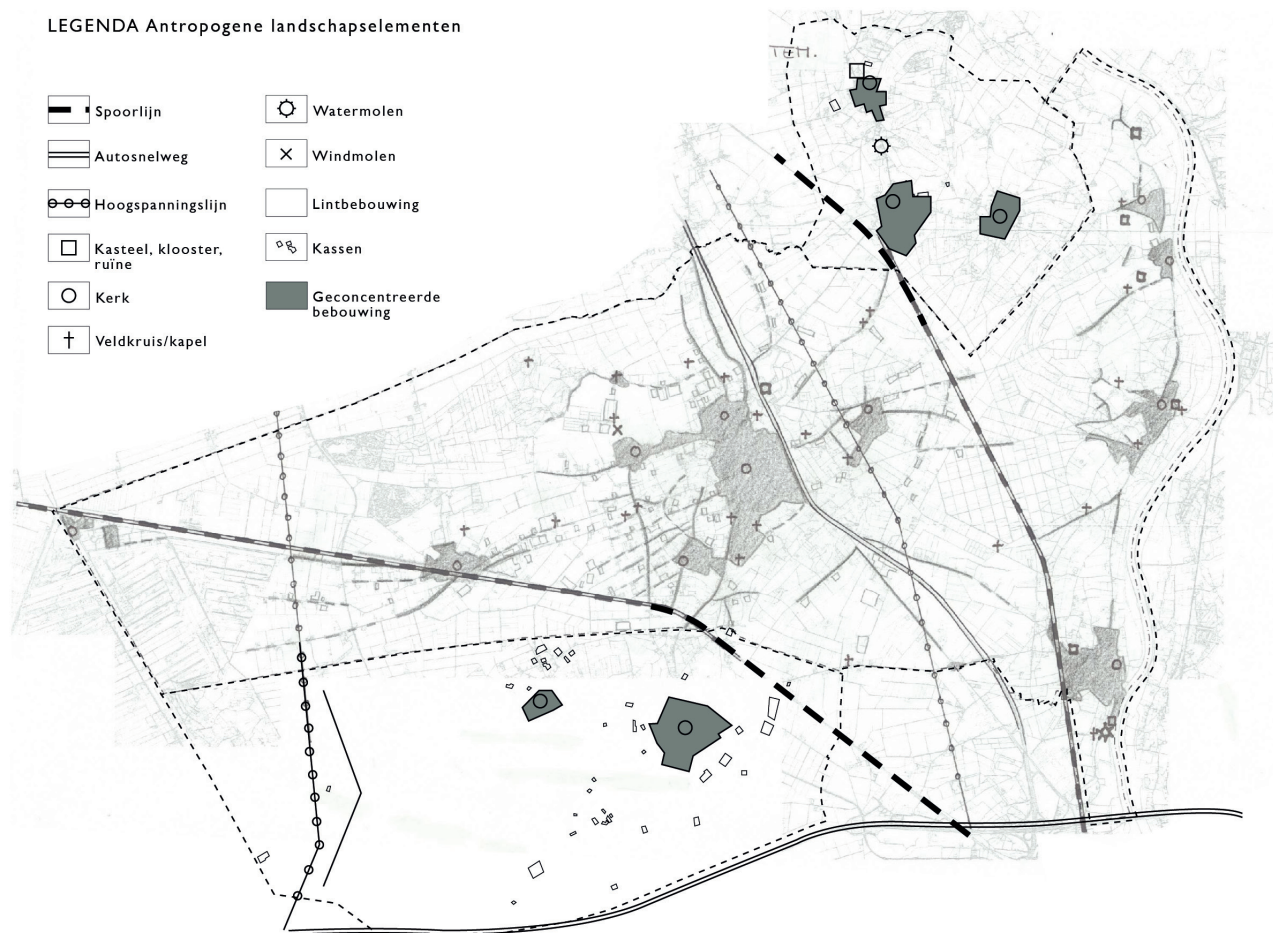 LEGENDA Antropogene landschapselementen
Spoorlijn
Autosnelweg
Hoogspanningslijn
Kasteel, klooster,
ruïne
Kerk
Veldkruis/kapel
Watermolen
Windmolen
Lintbebouwing
Kassen
Geconcentreerde
bebouwing